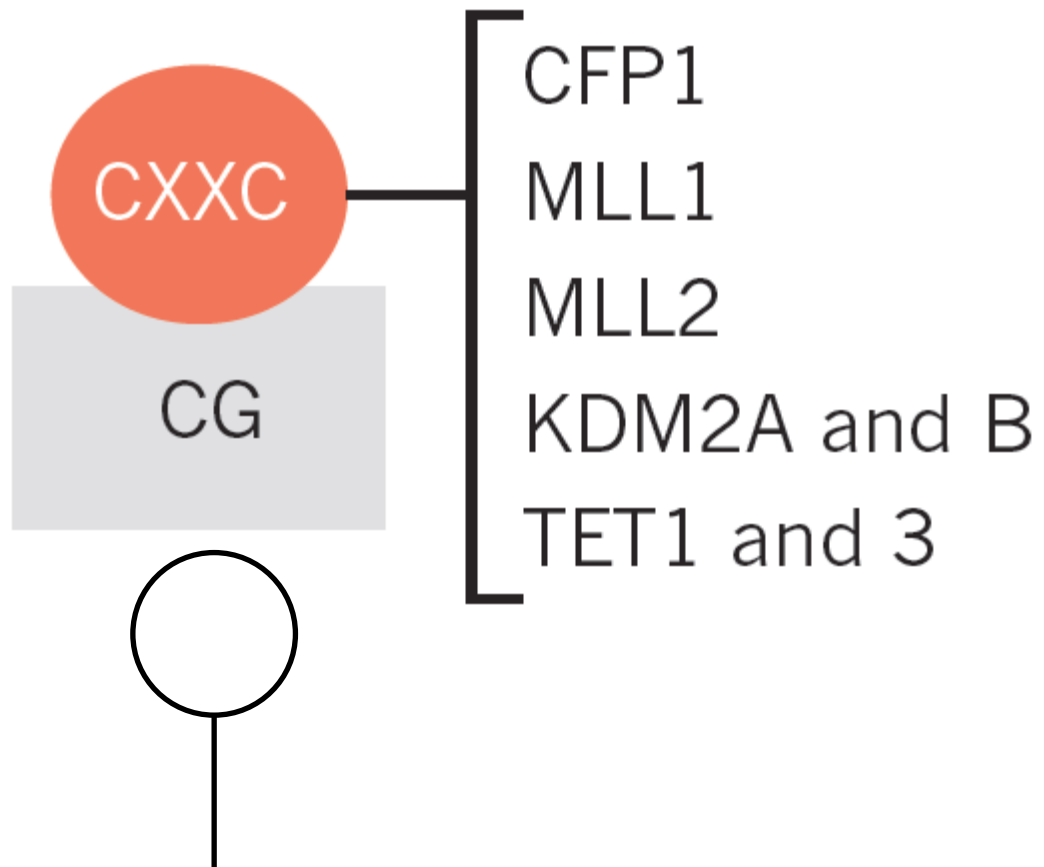 CXXC
CG
CFP1
MLL1
MLL2
KDM2A and B
TET1 and 3